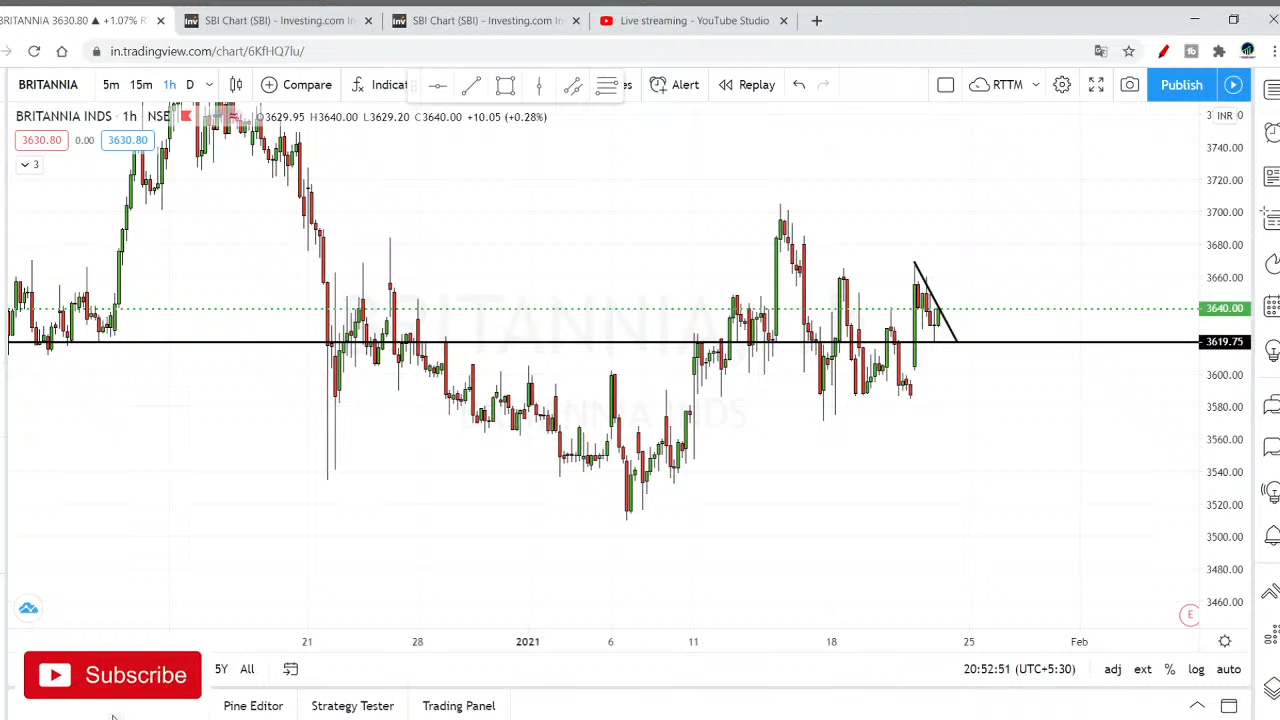 BRITANNIA 3630.80 ▲ +1.07% R
SBI Chart (SBI) - Investing.com In
SBI Chart (SBI) - Investing.com In
Live streaming - YouTube Studio
in.tradingview.com/chart/6KfHQ7lu/
BRITANNIA 5m 15m 1h D Compare Indicat es Alert Replay RTTM Publish
BRITANNIA INDS · 1h NSE O3629.95 H3640.00 L3629.20 C3640.00 +10.05 (+0.28%)
INR
3630.80 0.00 3630.80
3
3740.00
3720.00
3700.00
3680.00
3660.00
3640.00
3619.75
3600.00
3580.00
3560.00
3540.00
3520.00
3500.00
3480.00
3460.00
BRITANNIA
BRITANNIA INDS
E
21 28 2021 6 11 18 25 Feb
Subscribe
5Y All 20:52:51 (UTC+5:30) adj ext % log auto
Pine Editor Strategy Tester Trading Panel